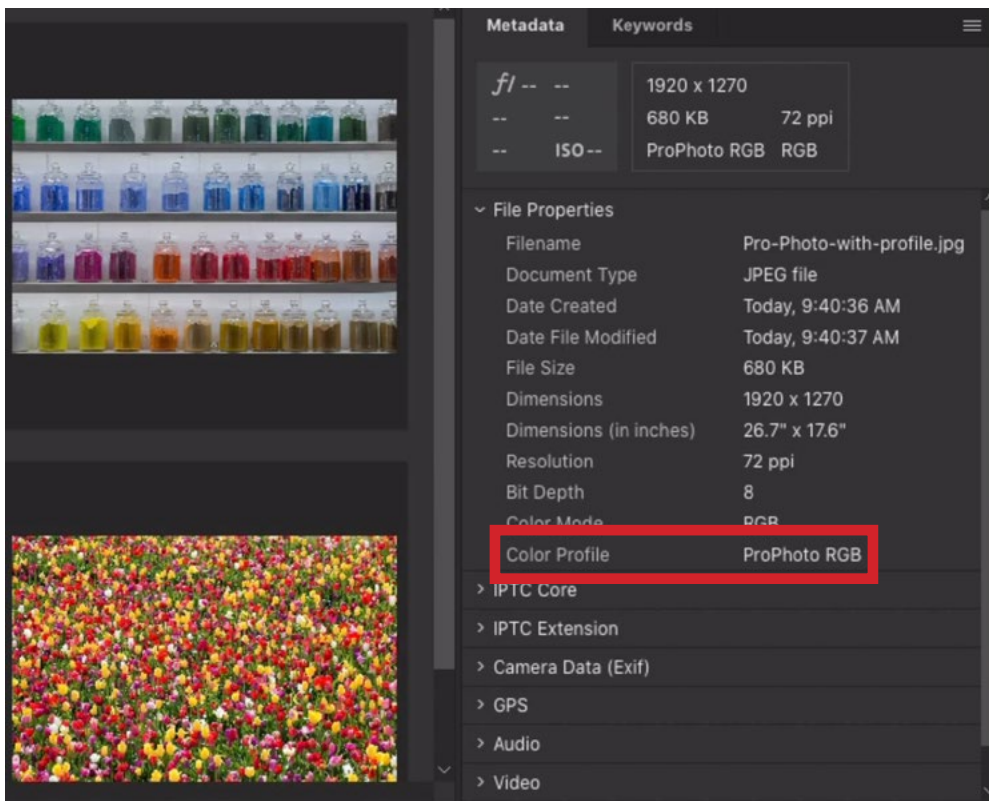 Metadata Keywords
f/ -- --
-- --
-- ISO --
1920 x 1270
680 KB 72 ppi
ProPhoto RGB RGB
File Properties
Filename Pro-Photo-with-profile.jpg
Document Type JPEG file
Date Created Today, 9:40:36 AM
Date File Modified Today, 9:40:37 AM
File Size 680 KB
Dimensions 1920 x 1270
Dimensions (in inches) 26.7" x 17.6"
Resolution 72 ppi
Bit Depth 8
Color Mode RGB
Color Profile ProPhoto RGB
IPTC Core
IPTC Extension
Camera Data (Exif)
GPS
Audio
Video